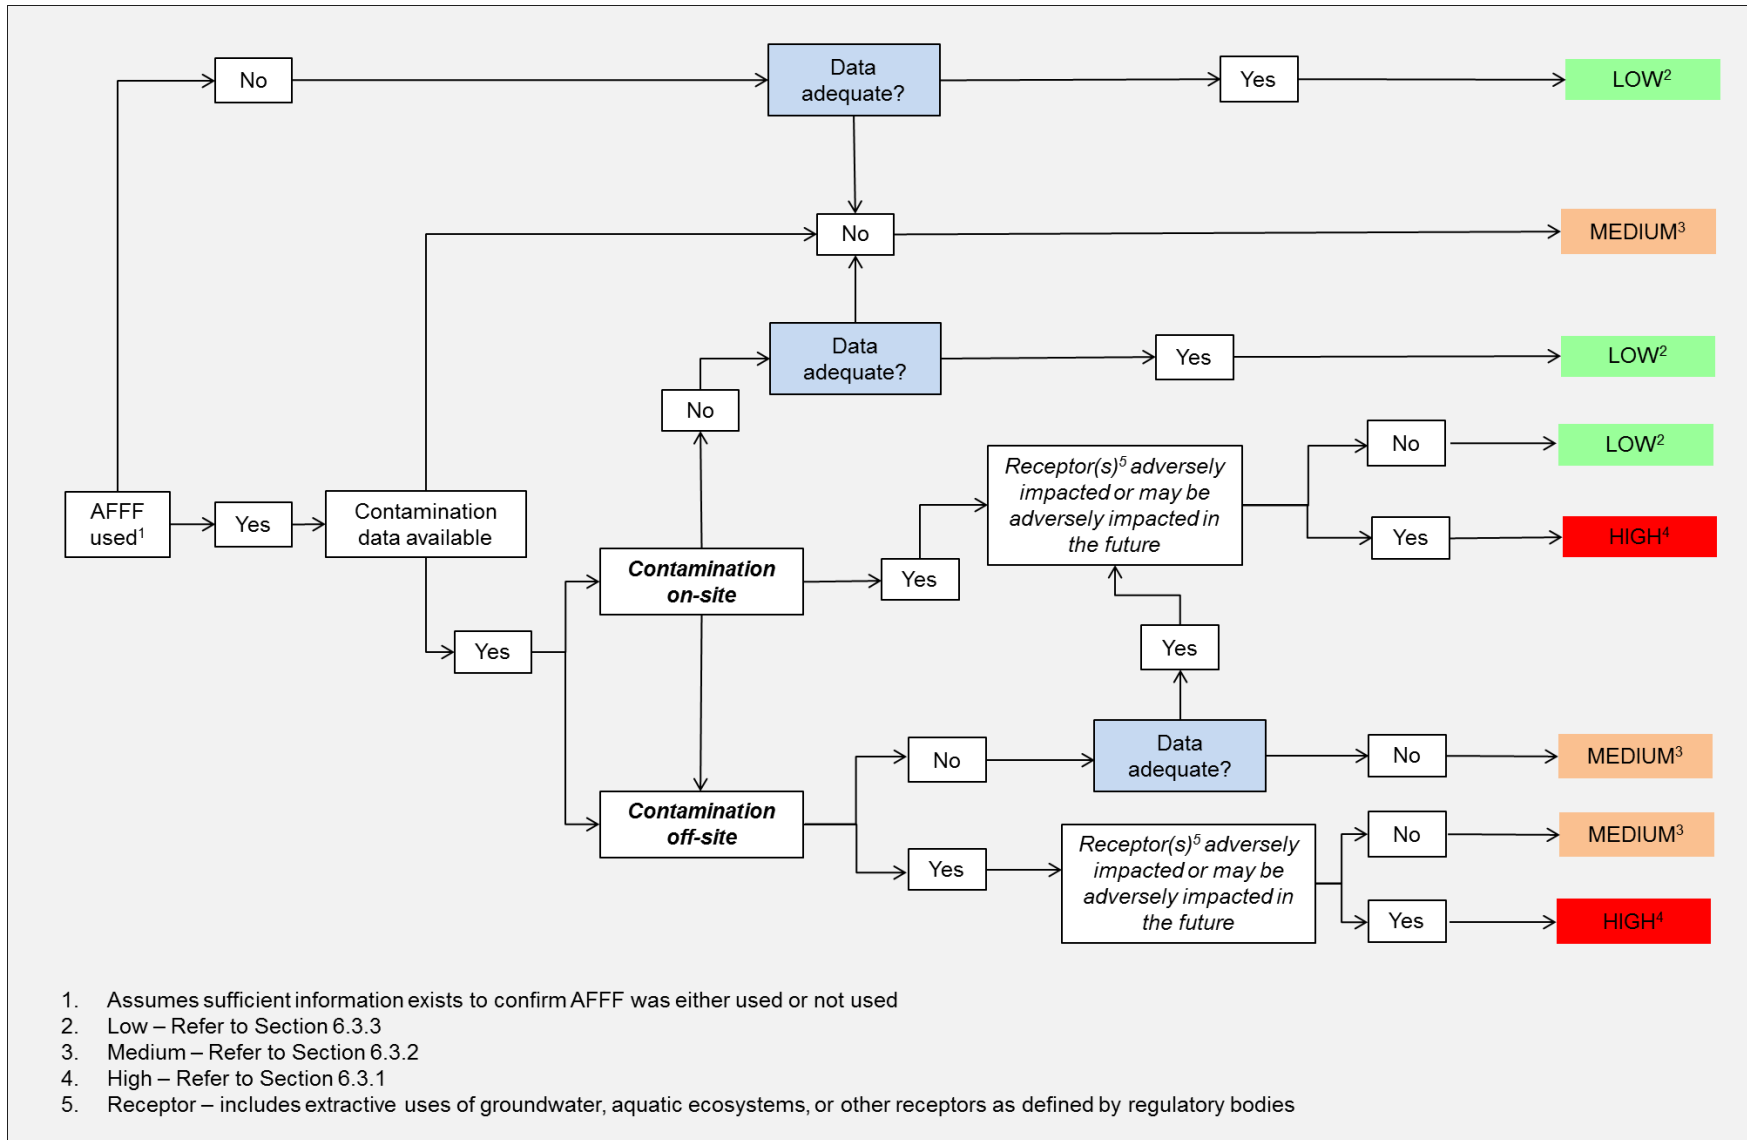 No
Data
adequate?
Yes
LOW²
No
MEDIUM³
Data
adequate?
Yes
LOW²
No
No
LOW²
Receptor(s)⁵ adversely
impacted or may be
adversely impacted in
the future
AFFF
used¹
Yes
Contamination
data available
Yes
HIGH⁴
Contamination
on-site
Yes
Yes
Yes
No
Data
adequate?
No
MEDIUM³
Contamination
off-site
Yes
Receptor(s)⁵ adversely
impacted or may be
adversely impacted in
the future
No
MEDIUM³
Yes
HIGH⁴
1. Assumes sufficient information exists to confirm AFFF was either used or not used
2. Low – Refer to Section 6.3.3
3. Medium – Refer to Section 6.3.2
4. High – Refer to Section 6.3.1
5. Receptor – includes extractive uses of groundwater, aquatic ecosystems, or other receptors as defined by regulatory bodies